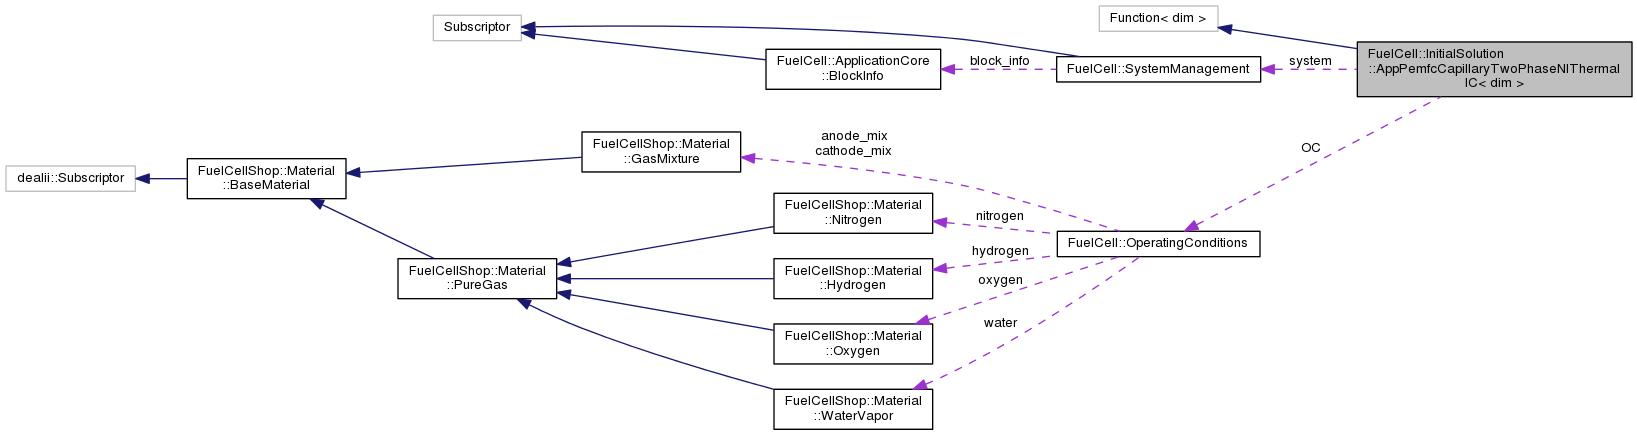 Subscriptor
Function< dim >
FuelCell::InitialSolution
::AppPemfcCapillaryTwoPhaseNIThermal
IC< dim >
system
FuelCell::SystemManagement
block_info
FuelCell::ApplicationCore
::BlockInfo
OC
anode_mix
cathode_mix
FuelCellShop::Material
::GasMixture
dealii::Subscriptor
FuelCellShop::Material
::BaseMaterial
FuelCellShop::Material
::Nitrogen
nitrogen
FuelCell::OperatingConditions
hydrogen
FuelCellShop::Material
::PureGas
FuelCellShop::Material
::Hydrogen
oxygen
water
FuelCellShop::Material
::Oxygen
FuelCellShop::Material
::WaterVapor